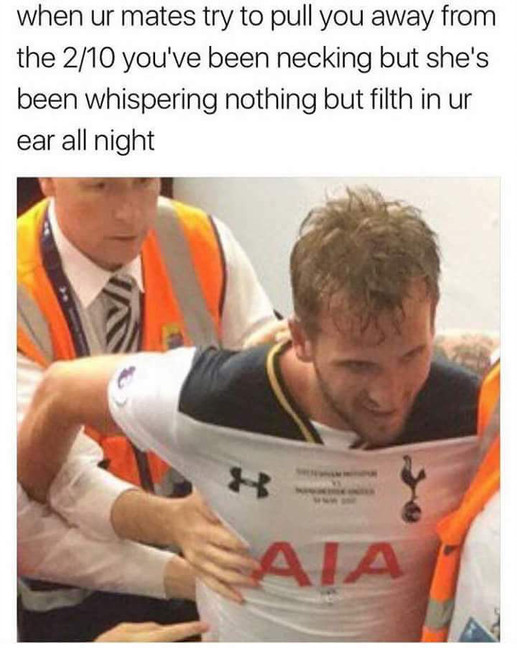 when ur mates try to pull you away from
the 2/10 you've been necking but she's
been whispering nothing but filth in ur
ear all night
AIA